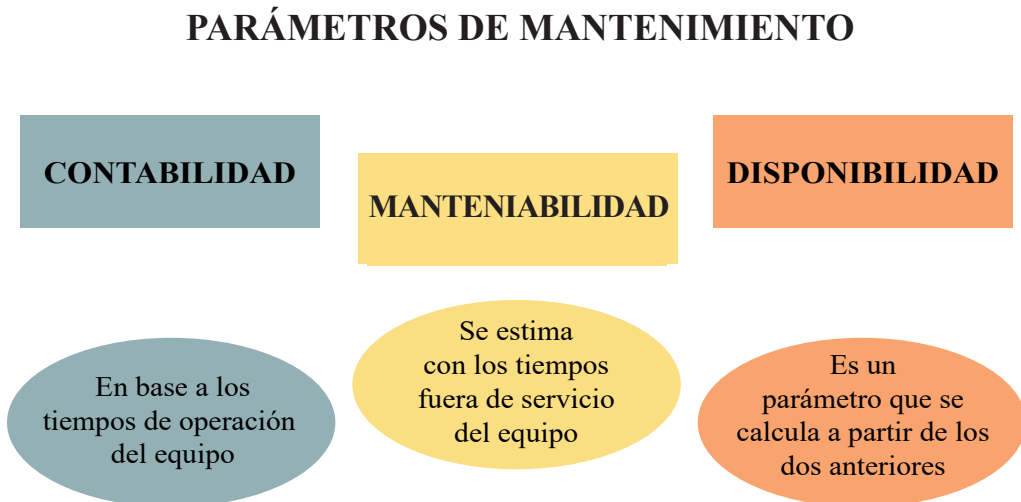 PARÁMETROS DE MANTENIMIENTO
CONTABILIDAD
MANTENIABILIDAD
DISPONIBILIDAD
En base a los
tiempos de operación
del equipo
Se estima
con los tiempos
fuera de servicio
del equipo
Es un
parámetro que se
calcula a partir de los
dos anteriores